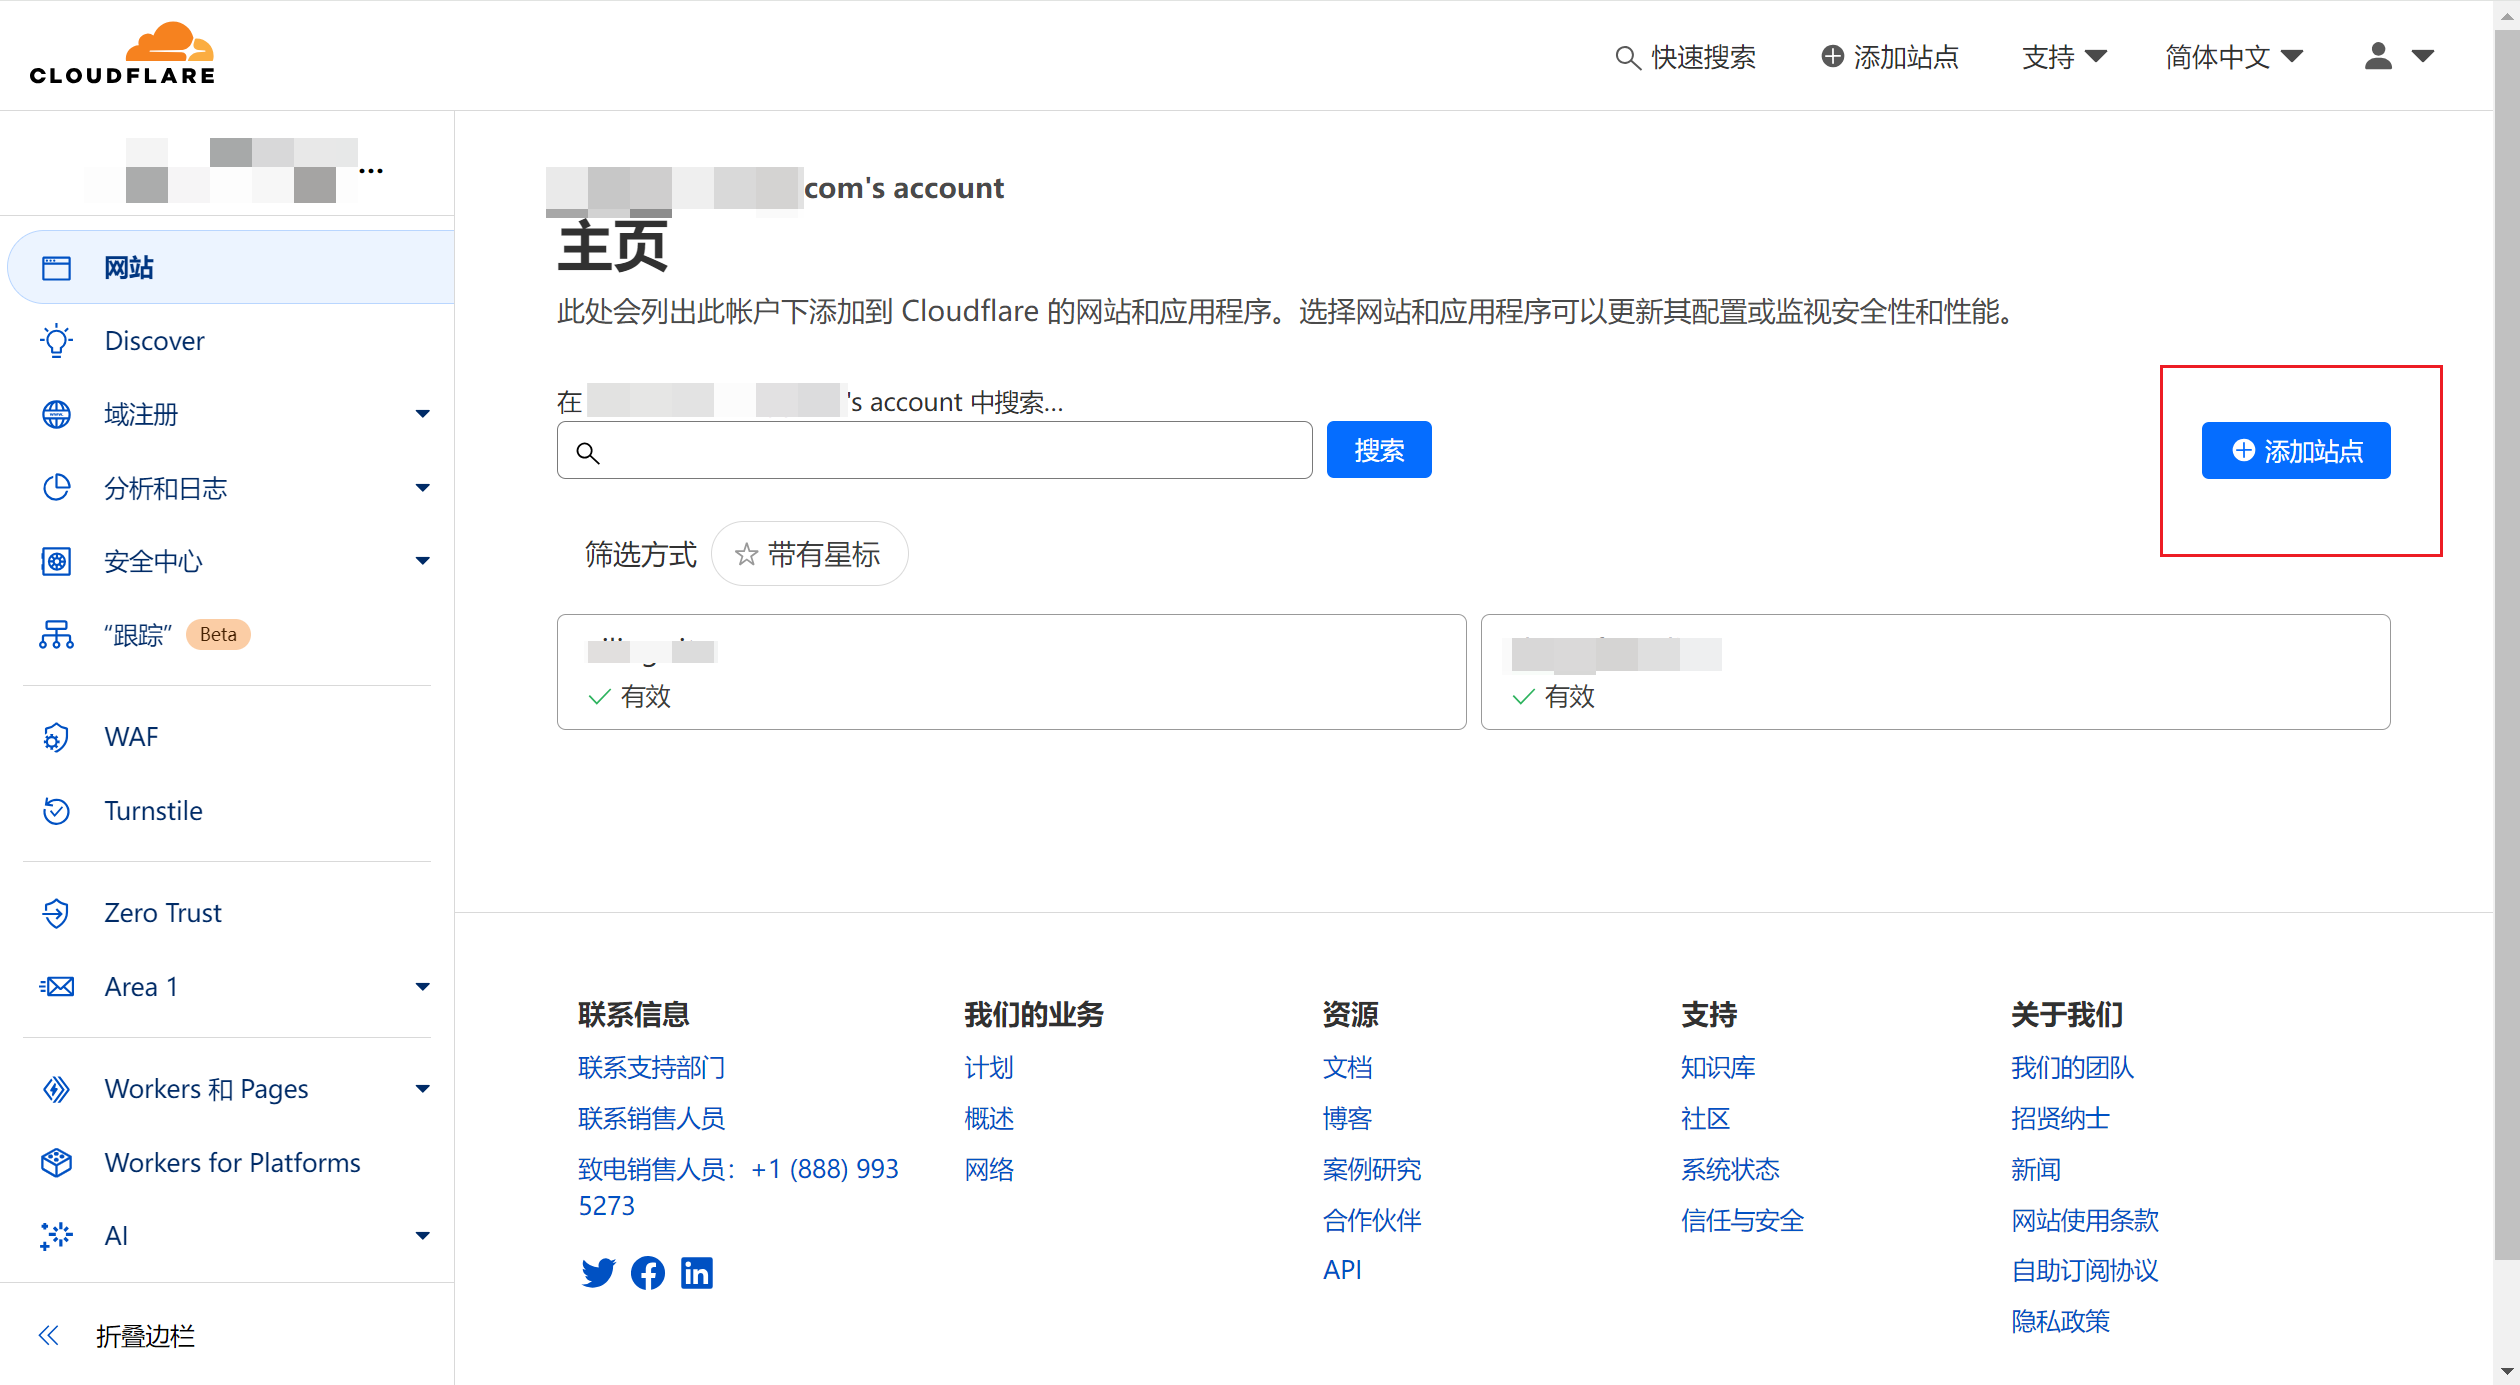 CLOUDFLARE
快速搜索
添加站点
支持
简体中文
...
网站
Discover
域注册
分析和日志
安全中心
“跟踪” Beta
WAF
Turnstile
Zero Trust
Area 1
Workers 和 Pages
Workers for Platforms
AI
折叠边栏
com's account
主页
此处会列出此帐户下添加到 Cloudflare 的网站和应用程序。选择网站和应用程序可以更新其配置或监视安全性和性能。
在 's account 中搜索...
搜索
添加站点
筛选方式
带有星标
有效
有效
联系信息
联系支持部门
联系销售人员
致电销售人员：+1 (888) 993
5273
我们的业务
计划
概述
网络
资源
文档
博客
案例研究
合作伙伴
API
支持
知识库
社区
系统状态
信任与安全
关于我们
我们的团队
招贤纳士
新闻
网站使用条款
自助订阅协议
隐私政策